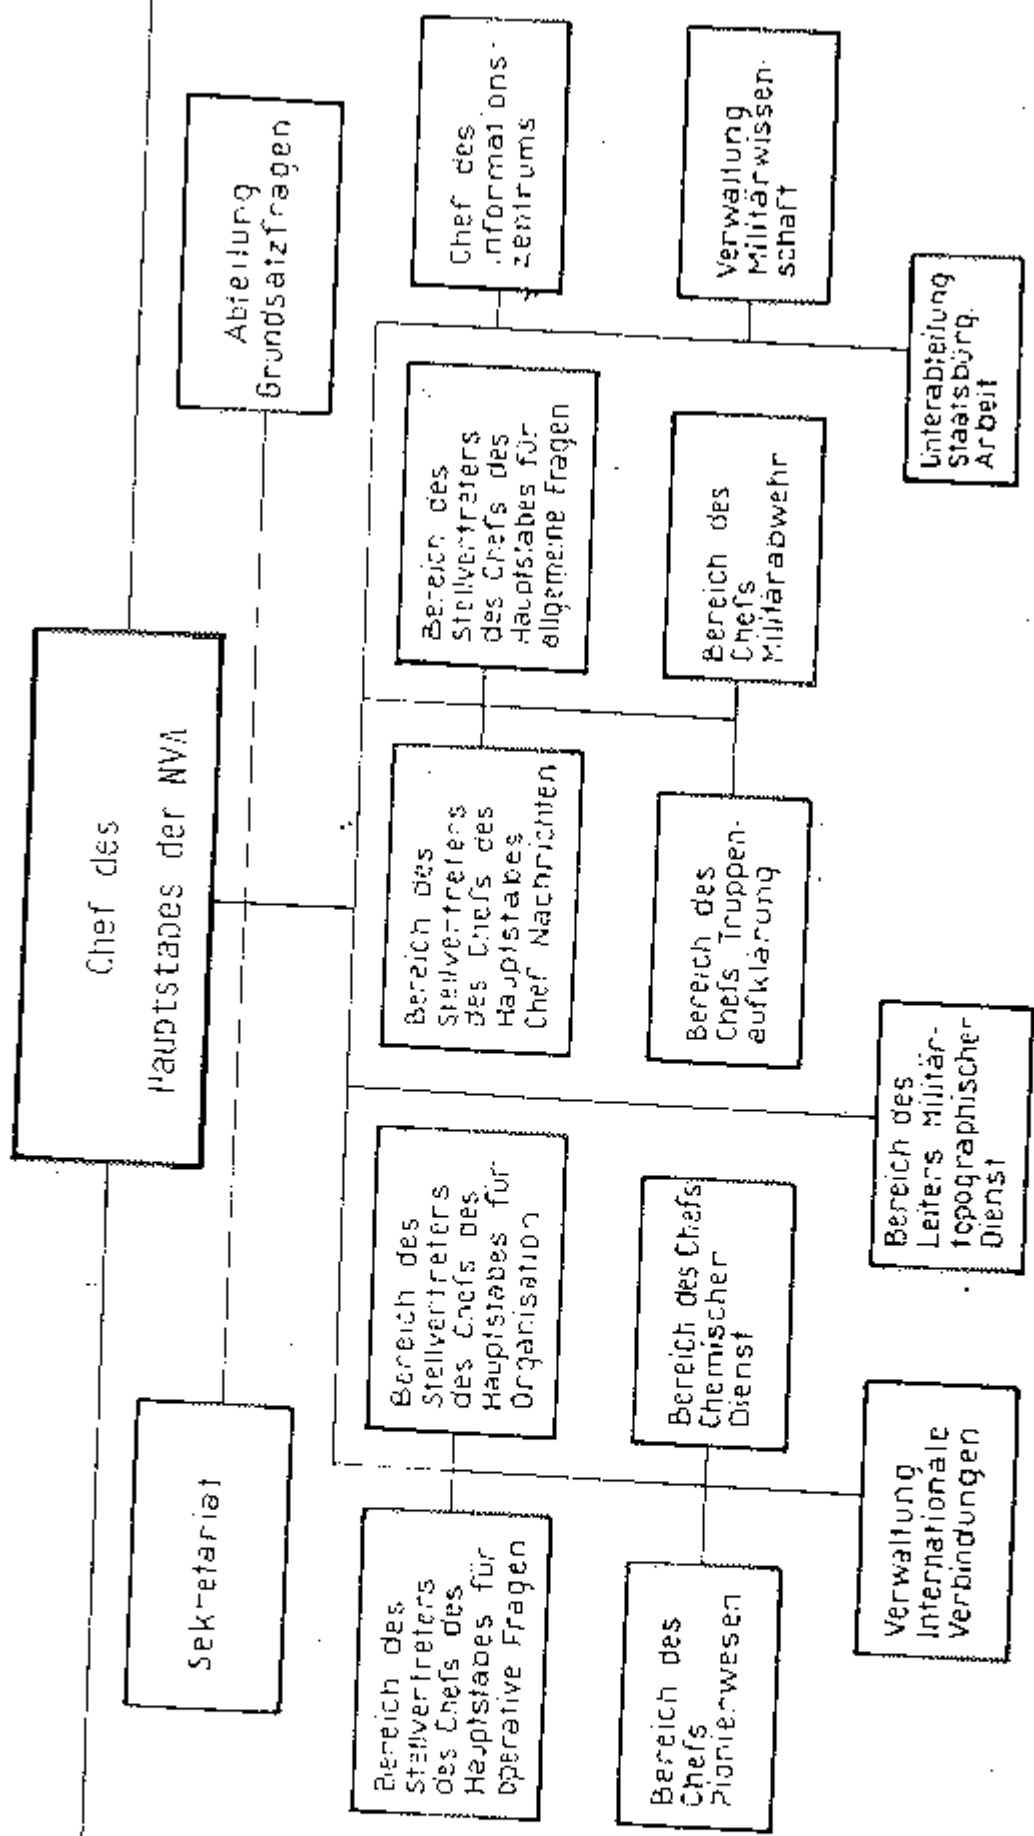 Chef des
Hauptstabes der NVA
Sekretariat
Abteilung
Grundsatzfragen
Bereich des
Stellvertreters
des Chefs des
Hauptstabes für
operative Fragen
Bereich des
Stellvertreters
des Chefs des
Hauptstabes für
Organisation
Bereich des
Stellvertreters
des Chefs des
Hauptstabes
Chef Nachrichten
Bereich des
Stellvertreters
des Chefs des
Hauptstabes für
allgemeine Fragen
Chef des
Informations-
zentrums
Bereich des
Chefs
Pionierwesen
Bereich des Chefs
Chemischer
Dienst
Bereich des
Chefs Truppen-
aufklärung
Bereich des
Chefs
Militärabwehr
Verwaltung
Militärwissen-
schaft
Verwaltung
Internationale
Verbindungen
Bereich des
Leiters Militär-
topographischer
Dienst
Unterabteilung
Staatsbürg.
Arbeit